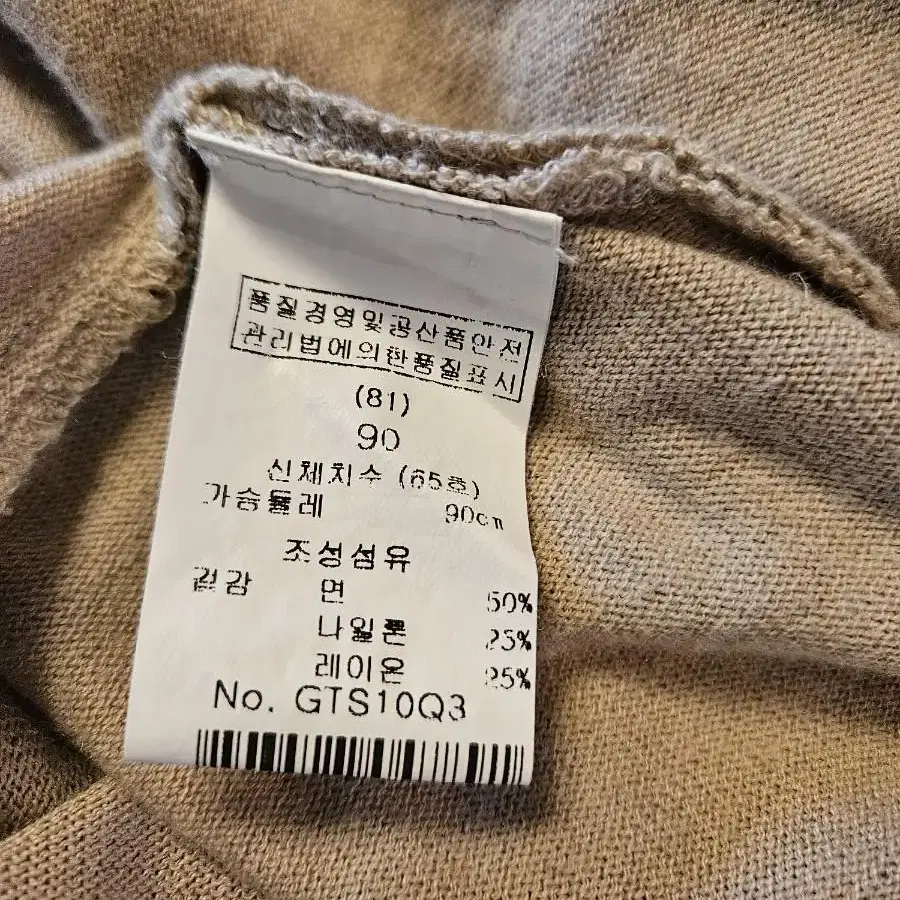 품질경영및공산품안전
관리법에의한품질표시
(81)
90
신체치수 (65호)
가슴둘레 90cm
조성섬유
겉감 면 50%
나일론 25%
레이온 25%
No. GTS10Q3